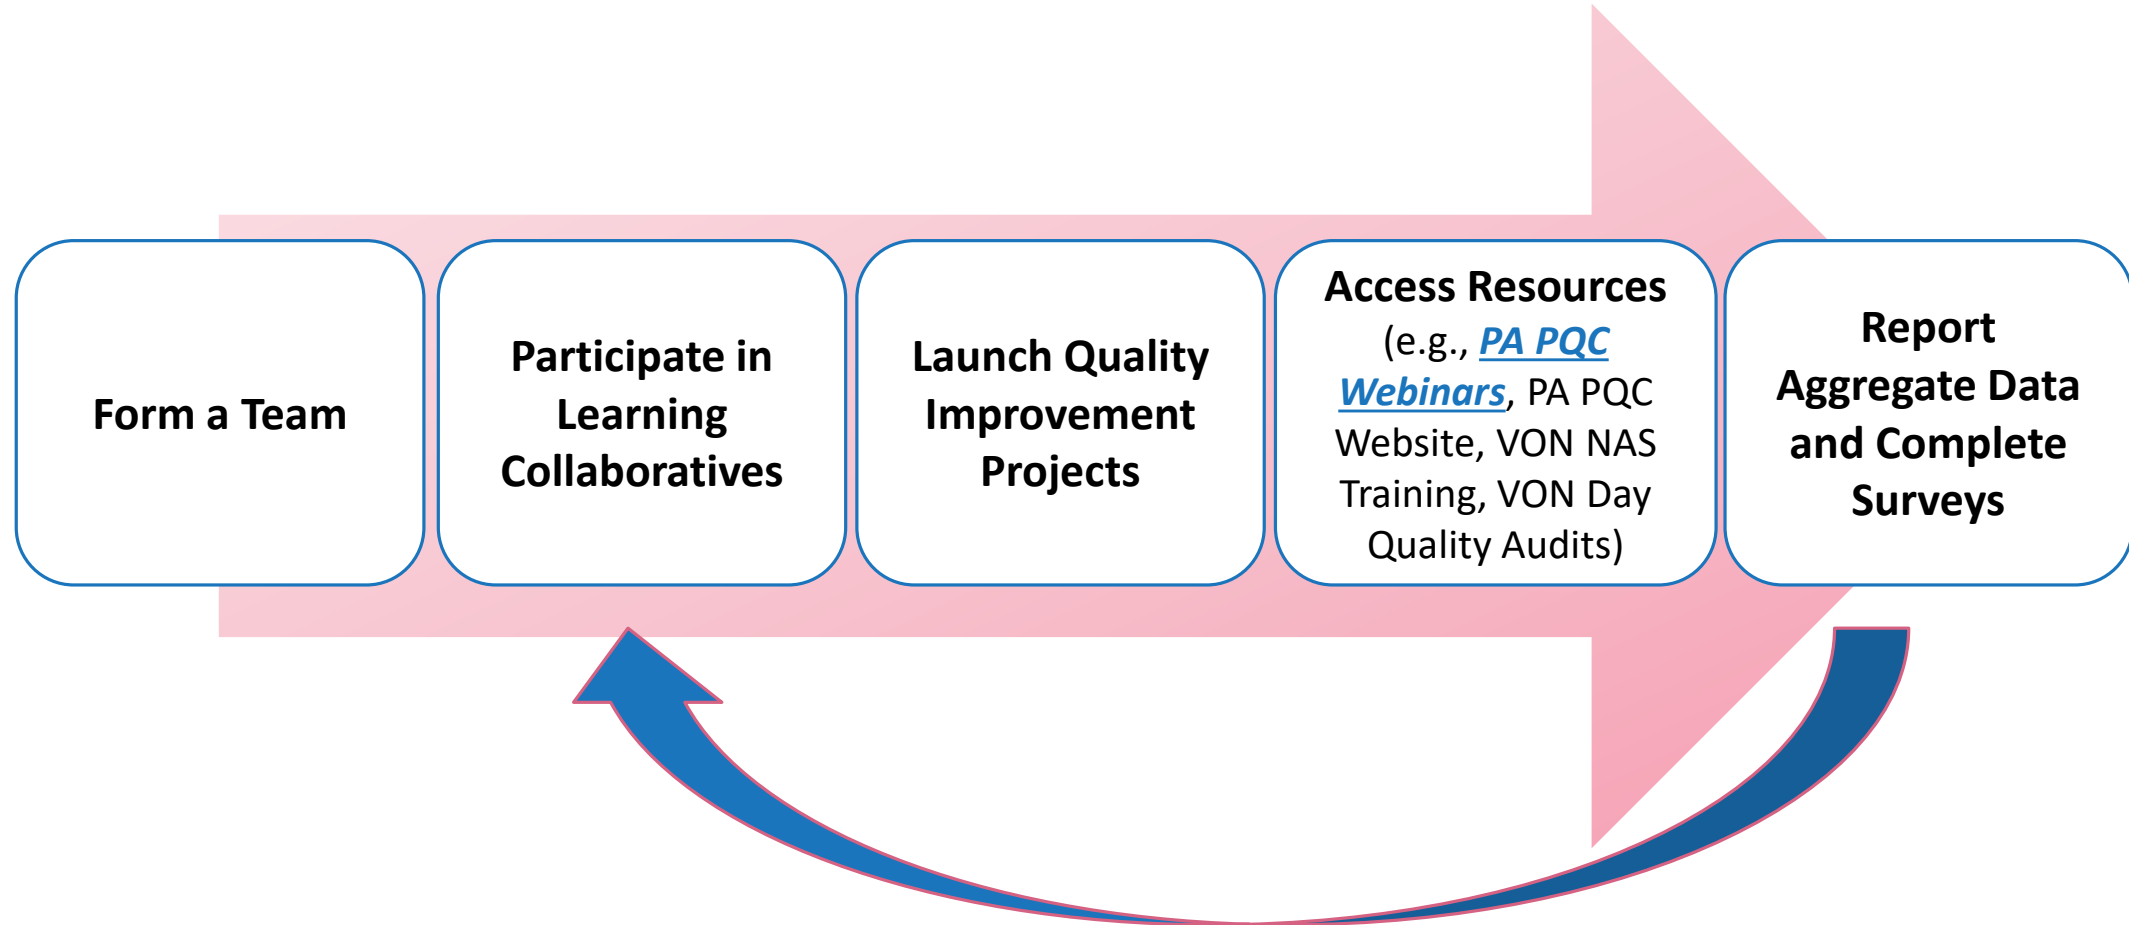 Form a Team
Participate in
Learning
Collaboratives
Launch Quality
Improvement
Projects
Access Resources
(e.g., PA PQC
Webinars, PA PQC
Website, VON NAS
Training, VON Day
Quality Audits)
Report
Aggregate Data
and Complete
Surveys